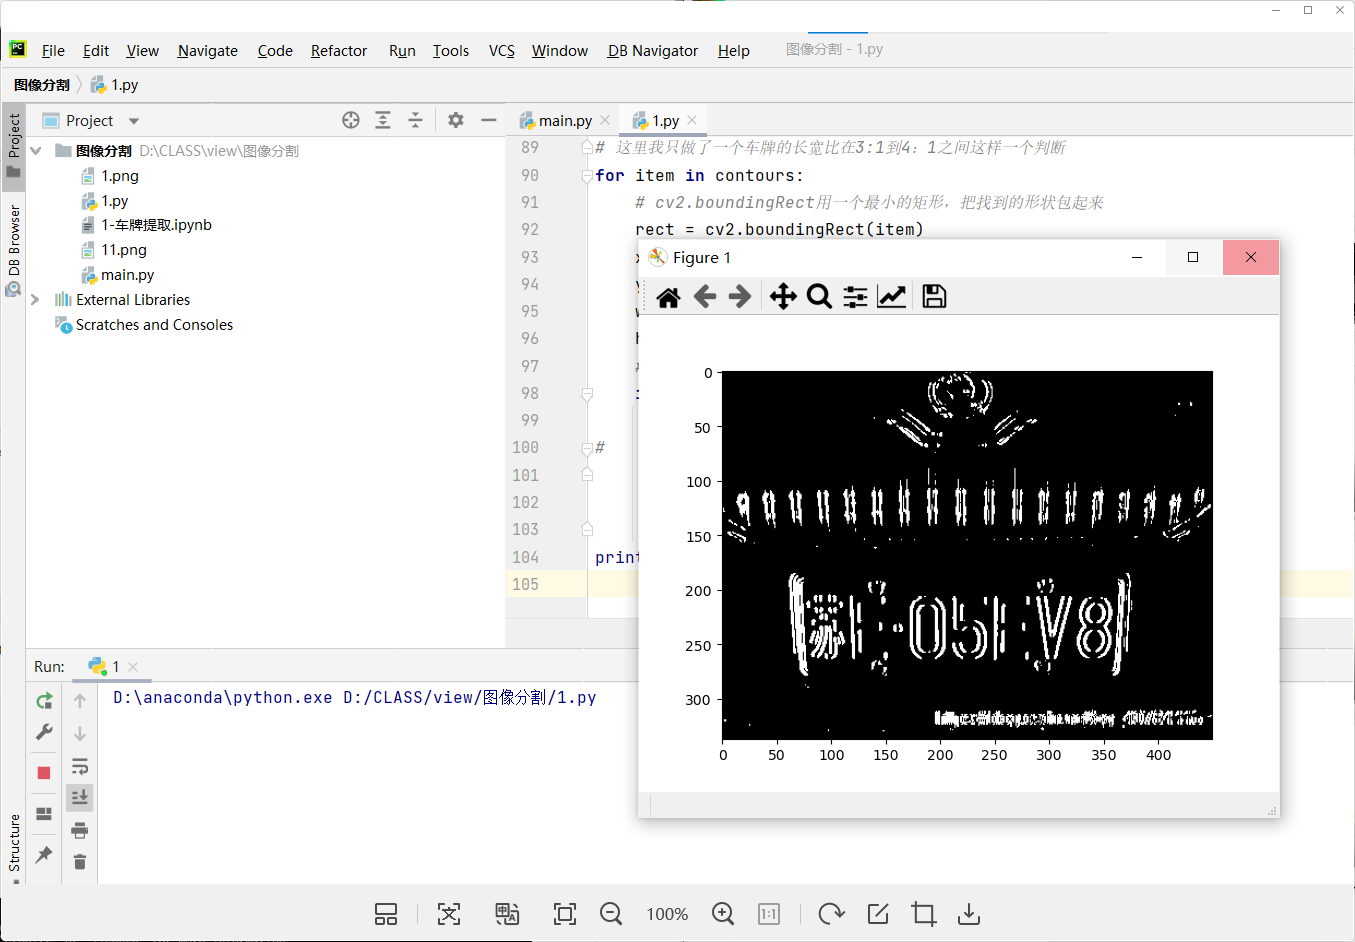 File Edit View Navigate Code Refactor Run Tools VCS Window DB Navigator Help 图像分割 - 1.py
图像分割 1.py
Project
DB Browser
Structure
Project
图像分割 D:\CLASS\view\图像分割
1.png
1.py
1-车牌提取.ipynb
11.png
main.py
External Libraries
Scratches and Consoles
main.py 1.py
89 # 这里我只做了一个车牌的长宽比在3:1到4：1之间这样一个判断
90 for item in contours:
91 # cv2.boundingRect用一个最小的矩形，把找到的形状包起来
92 rect = cv2.boundingRect(item)
93
94
95
96
97 #
98
99
100 #
101
102
103
104 print
105
Figure 1
0
50
100
150
200
250
300
0 50 100 150 200 250 300 350 400
Run: 1
D:\anaconda\python.exe D:/CLASS/view/图像分割/1.py
100%
1:1